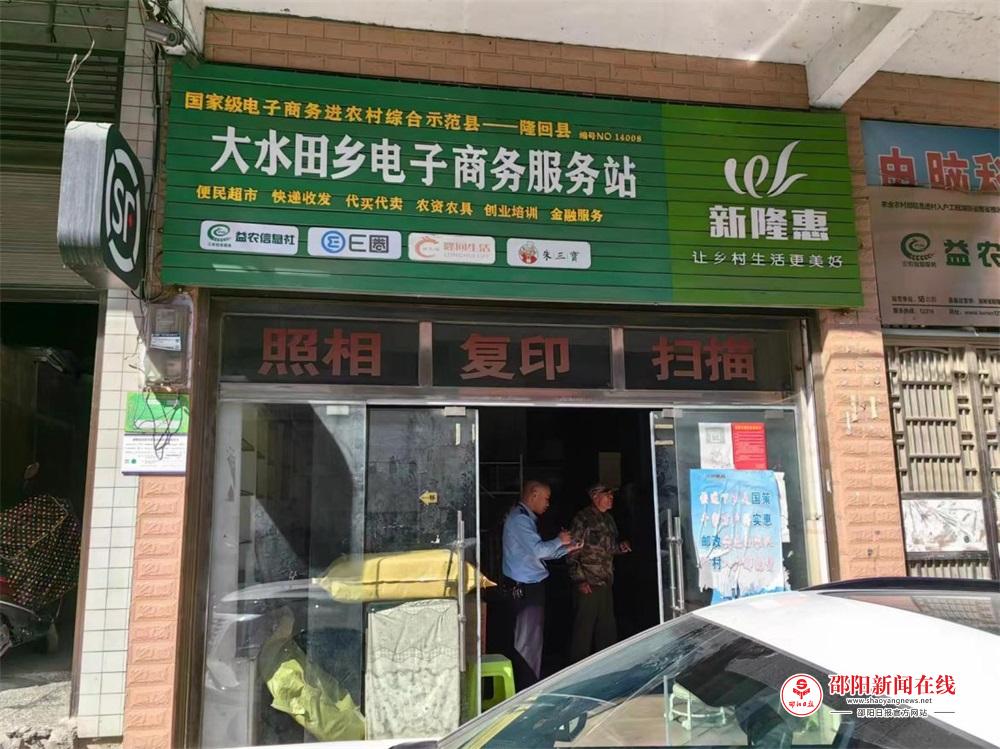 国家级电子商务进农村综合示范县——隆回县 编号NO 14008
大水田乡电子商务服务站
便民超市 快递收发 代买代卖 农资农具 创业培训 金融服务
益农信息社 E圈 隆回生活 朱三寶
新隆惠
让乡村生活更美好
照相 复印 扫描
电脑
益农
国策
实惠
邮政
村
邵阳新闻在线
www.shaoyangnews.net
邵阳日报官方网站